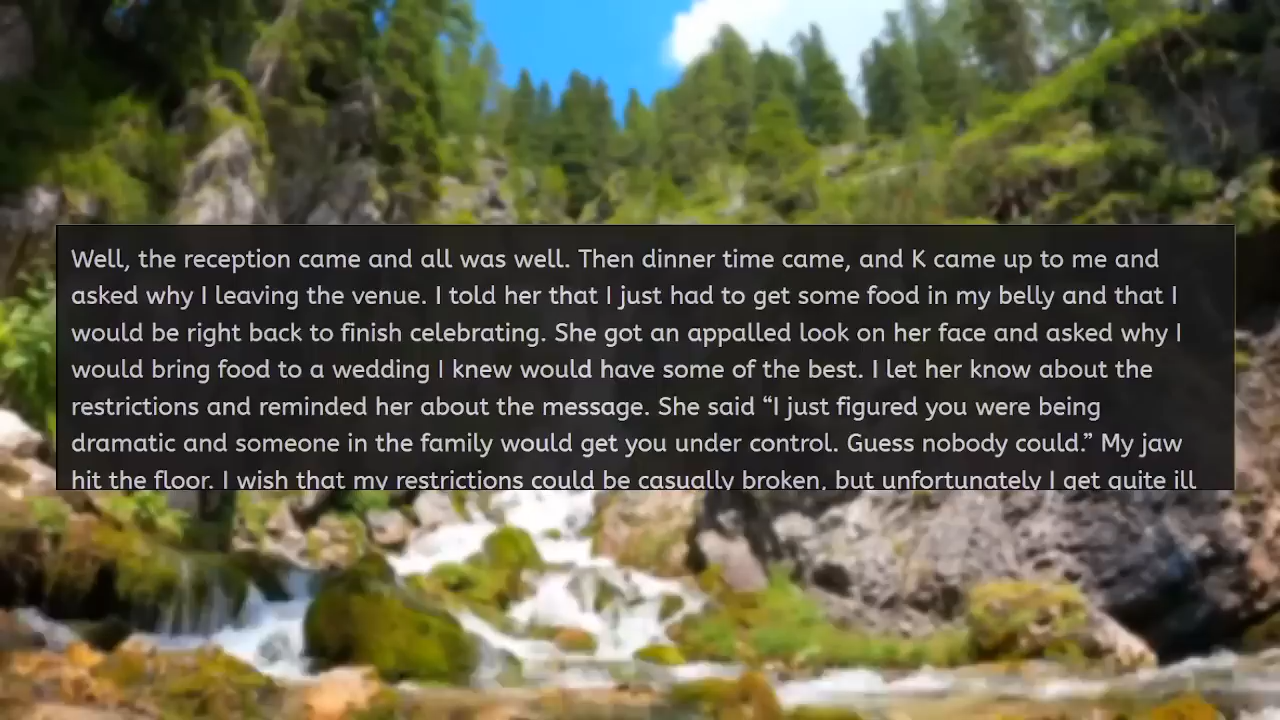 Well, the reception came and all was well. Then dinner time came, and K came up to me and
asked why I leaving the venue. I told her that I just had to get some food in my belly and that I
would be right back to finish celebrating. She got an appalled look on her face and asked why I
would bring food to a wedding I knew would have some of the best. I let her know about the
restrictions and reminded her about the message. She said “I just figured you were being
dramatic and someone in the family would get you under control. Guess nobody could.” My jaw
hit the floor. I wish that my restrictions could be casually broken, but unfortunately I get quite ill